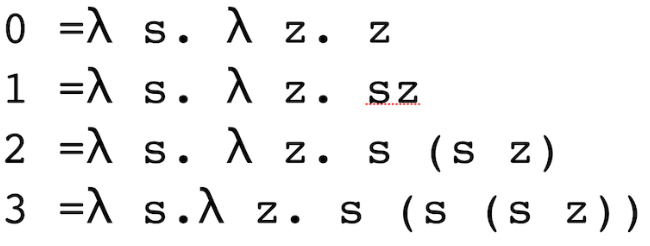 0 =λ s. λ z. z
1 =λ s. λ z. sz
2 =λ s. λ z. s (s z)
3 =λ s.λ z. s (s (s z))